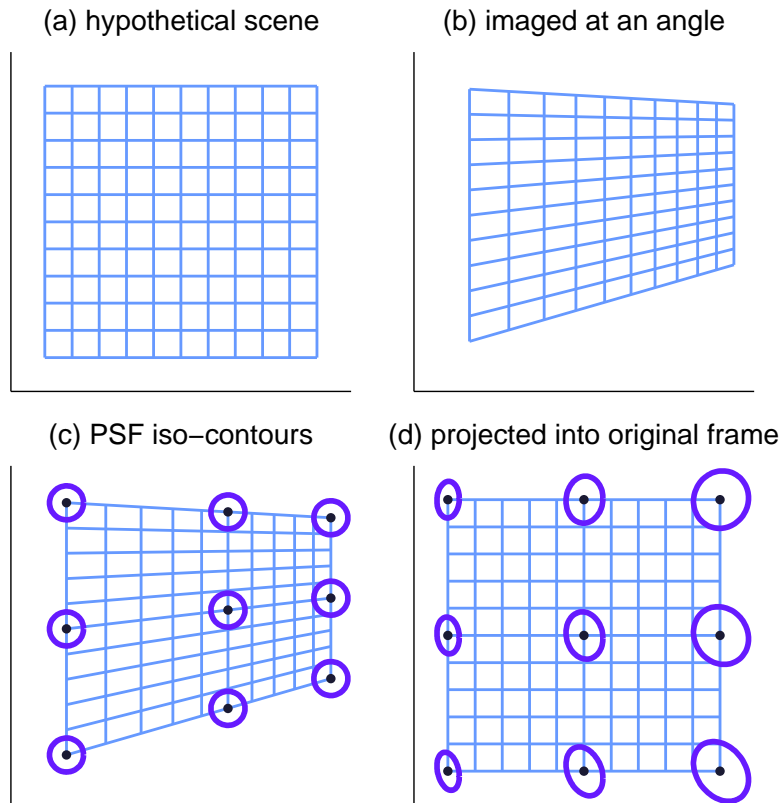 (a) hypothetical scene
(b) imaged at an angle
(c) PSF iso−contours
(d) projected into original frame